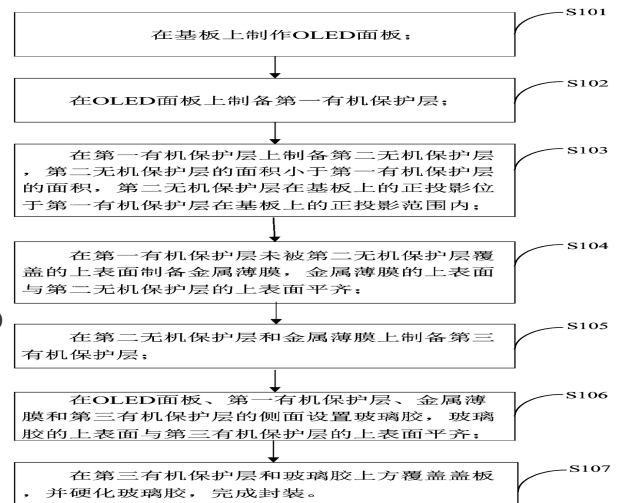 在基板上制作OLED面板；
S101
在OLED面板上制备第一有机保护层；
S102
在第一有机保护层上制备第二无机保护层
，第二无机保护层的面积小于第一有机保护层
的面积，第二无机保护层在基板上的正投影位
于第一有机保护层在基板上的正投影范围内；
S103
在第一有机保护层未被第二无机保护层覆
盖的上表面制备金属薄膜，金属薄膜的上表面
与第二无机保护层的上表面平齐；
S104
在第二无机保护层和金属薄膜上制备第三
有机保护层；
S105
在OLED面板、第一有机保护层、金属薄
膜和第三有机保护层的侧面设置玻璃胶，玻璃
胶的上表面与第三有机保护层的上表面平齐；
S106
在第三有机保护层和玻璃胶上方覆盖盖板
，并硬化玻璃胶，完成封装。
S107